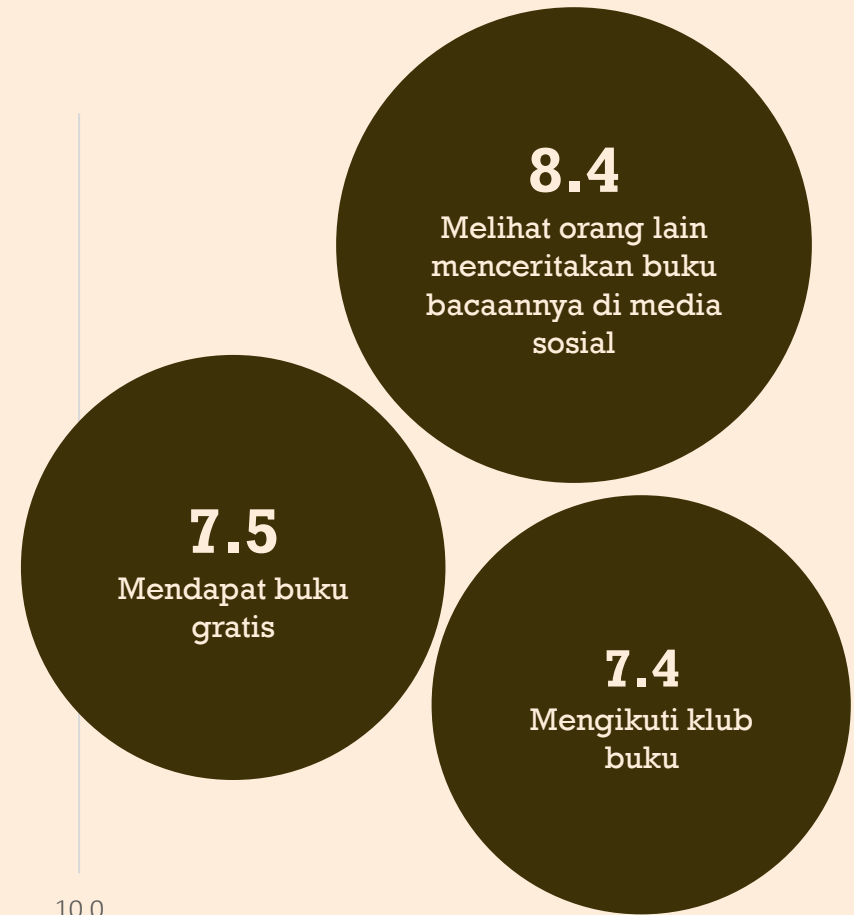 8.4
Melihat orang lain
menceritakan buku
bacaannya di media
sosial
7.5
Mendapat buku
gratis
7.4
Mengikuti klub
buku
10.0